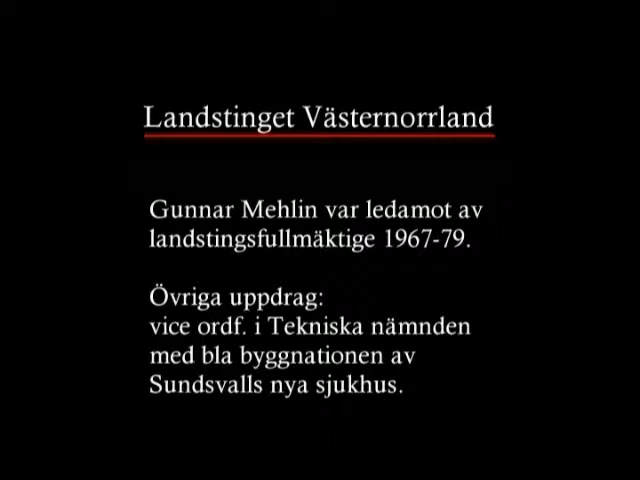 Landstinget Västernorrland
Gunnar Mehlin var ledamot av
landstingsfullmäktige 1967-79.
Övriga uppdrag:
vice ordf. i Tekniska nämnden
med bla byggnationen av
Sundsvalls nya sjukhus.